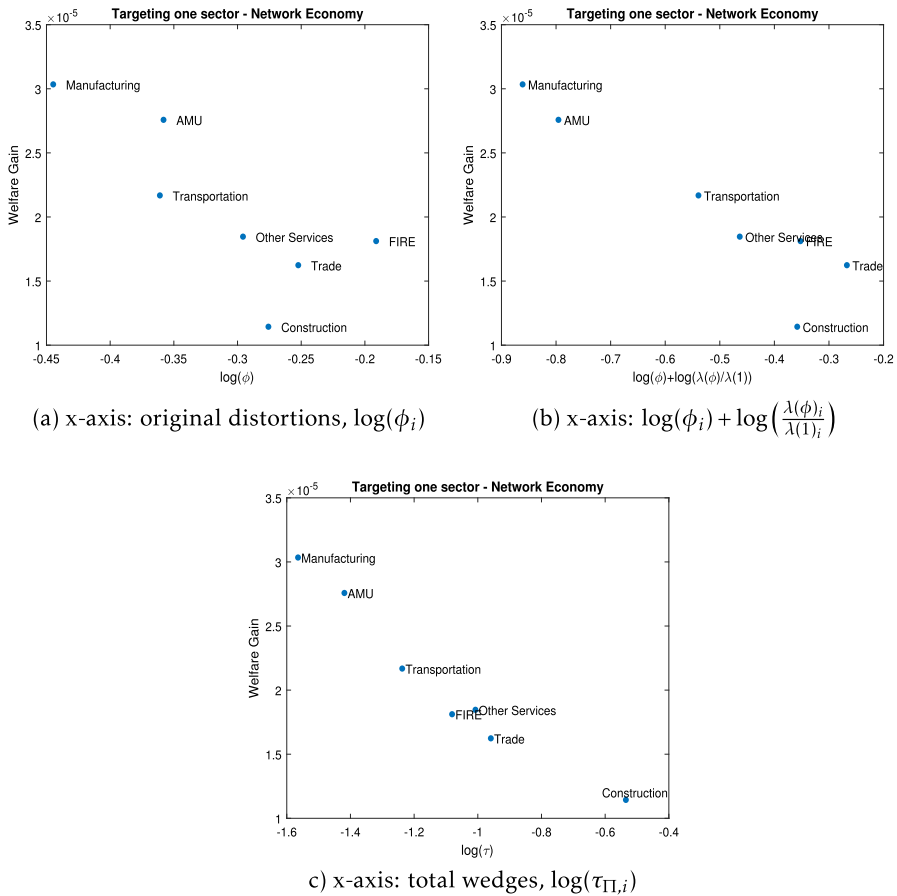 Targeting one sector - Network Economy
×10⁻⁵
3.5
3
2.5
2
1.5
1
Welfare Gain
Manufacturing
AMU
Transportation
Other Services
FIRE
Trade
Construction
-0.45 -0.4 -0.35 -0.3 -0.25 -0.2 -0.15
log(ϕ)
(a) x-axis: original distortions, log(ϕᵢ)
Targeting one sector - Network Economy
×10⁻⁵
3.5
3
2.5
2
1.5
1
Welfare Gain
Manufacturing
AMU
Transportation
Other Services
FIRE
Trade
Construction
-0.9 -0.8 -0.7 -0.6 -0.5 -0.4 -0.3 -0.2
log(ϕ)+log(λ(ϕ)/λ(1))
(b) x-axis: log(ϕᵢ) + log(λ(ϕ)ᵢ/λ(1)ᵢ)
Targeting one sector - Network Economy
×10⁻⁵
3.5
3
2.5
2
1.5
1
Welfare Gain
Manufacturing
AMU
Transportation
FIRE
Other Services
Trade
Construction
-1.6 -1.4 -1.2 -1 -0.8 -0.6 -0.4
log(τ)
c) x-axis: total wedges, log(τ_Π,ᵢ)